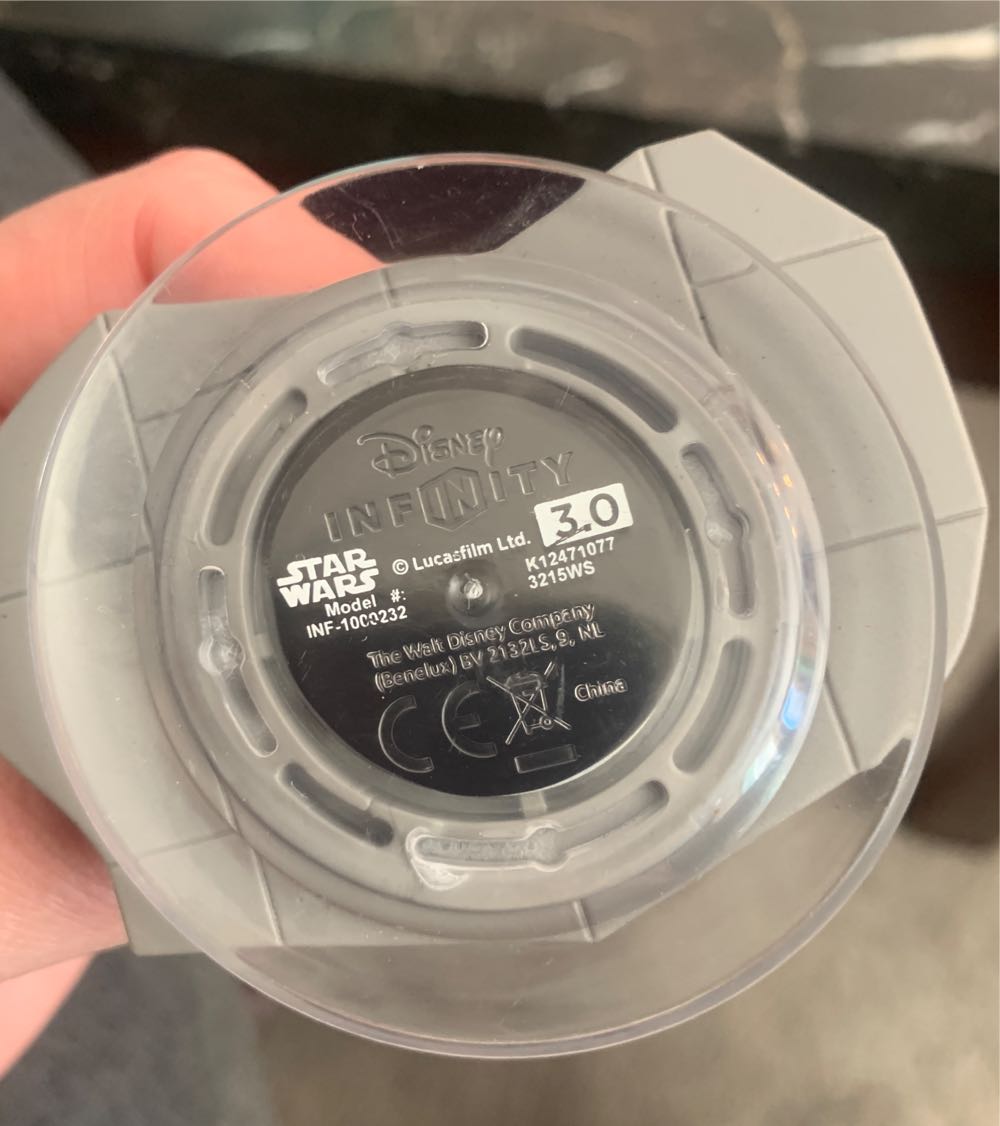 Disney
INFINITY
3.0
STAR
WARS
© Lucasfilm Ltd.
K12471077
3215WS
Model #:
INF-1000232
The Walt Disney Company
(Benelux) BV 2132LS, 9, NL
CE
China